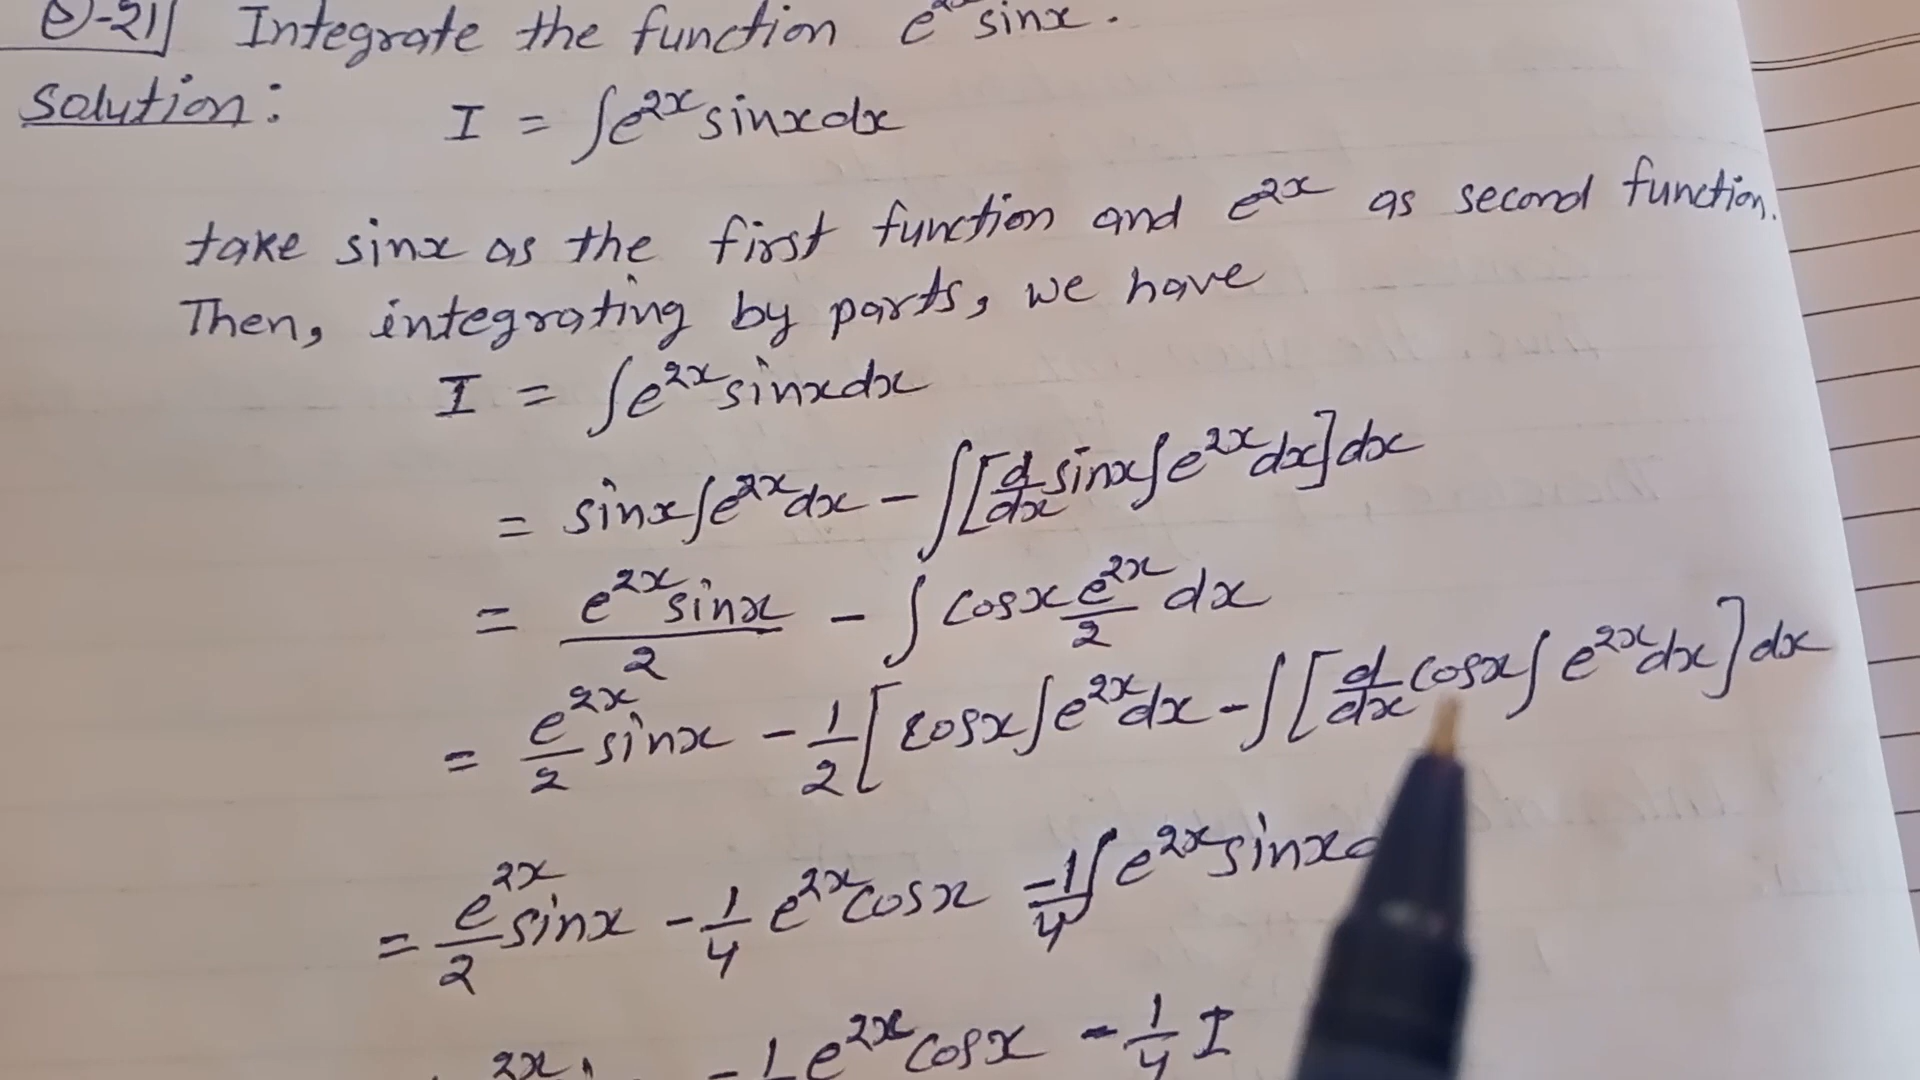 Q-21 Integrate the function e^2x sinx.
Solution: I = ∫e^2x sinx dx
take sinx as the first function and e^2x as second function.
Then, integrating by parts, we have
I = ∫e^2x sinx dx
= sinx∫e^2x dx - ∫[d/dx sinx∫e^2x dx]dx
= e^2x sinx/2 - ∫ cosx e^2x/2 dx
= e^2x/2 sinx - 1/2[cosx∫e^2x dx - ∫[d/dx cosx∫ e^2x dx]dx
= e^2x/2 sinx - 1/4 e^2x cosx - 1/4∫e^2x sinx
- 1 e^2x cosx - 1/4 I